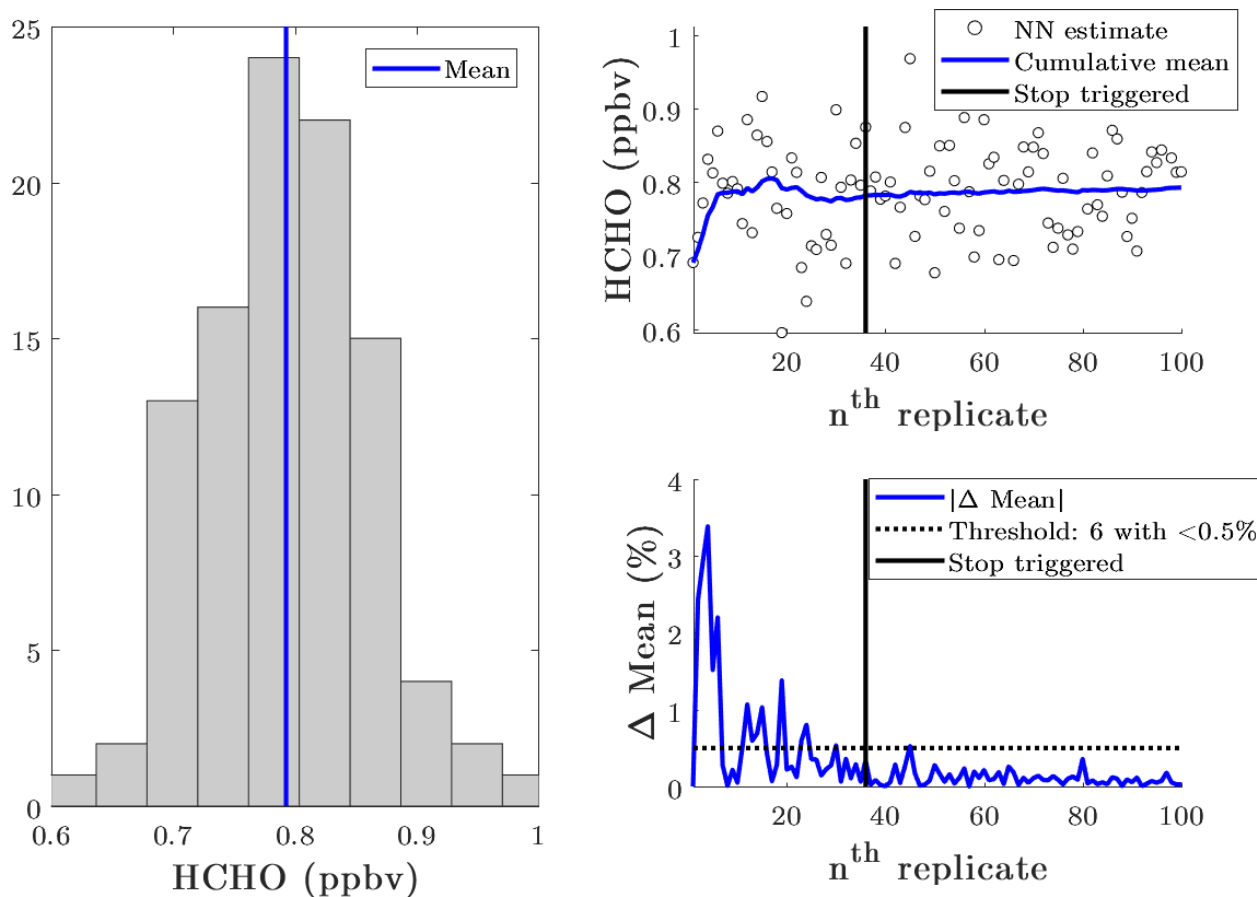 25
20
15
10
5
0
0.6 0.7 0.8 0.9 1
HCHO (ppbv)
Mean
1
0.9
0.8
0.7
0.6
HCHO (ppbv)
NN estimate
Cumulative mean
Stop triggered
20 40 60 80 100
nth replicate
4
3
2
1
0
Δ Mean (%)
|Δ Mean|
Threshold: 6 with <0.5%
Stop triggered
20 40 60 80 100
nth replicate